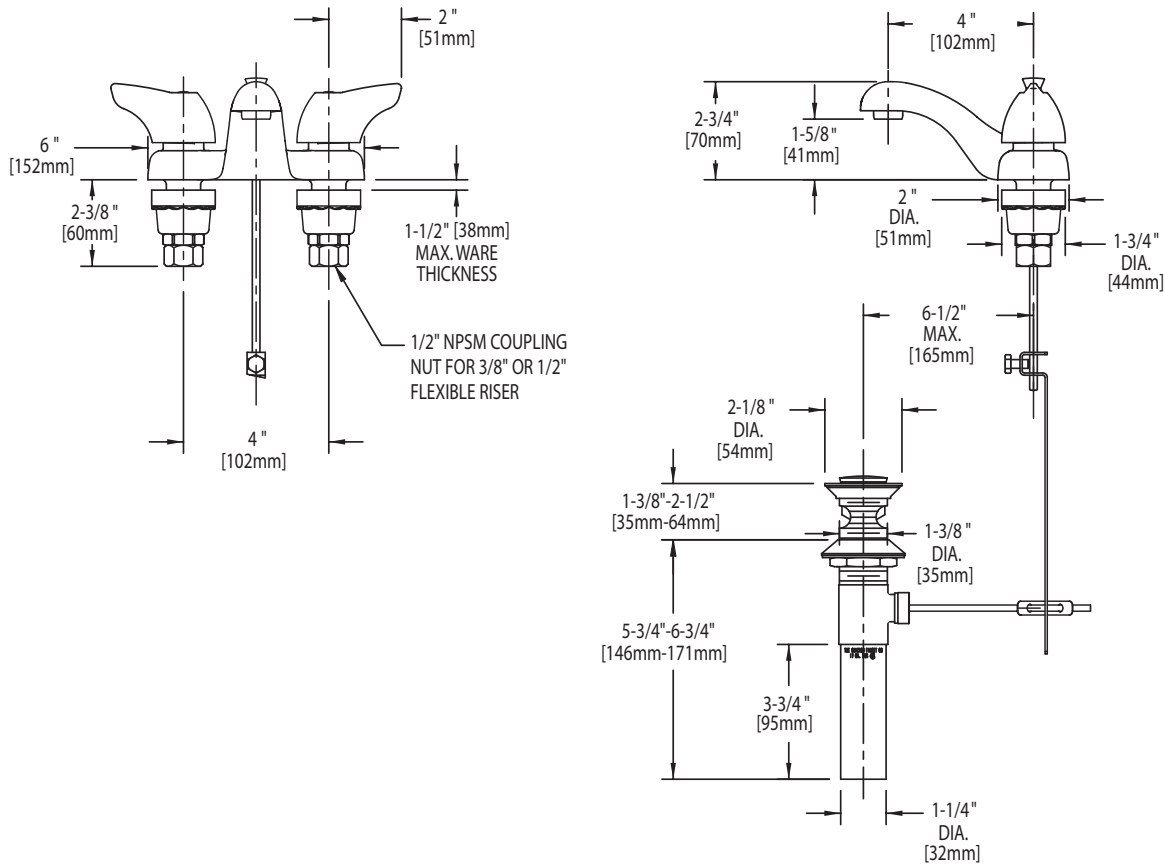 2 "
[51mm]
6 "
[152mm]
2-3/8 "
[60mm]
1-1/2" [38mm]
MAX. WARE
THICKNESS
1/2" NPSM COUPLING
NUT FOR 3/8" OR 1/2"
FLEXIBLE RISER
4 "
[102mm]
4 "
[102mm]
2-3/4"
[70mm]
1-5/8"
[41mm]
2 "
DIA.
[51mm]
1-3/4"
DIA.
[44mm]
6-1/2"
MAX.
[165mm]
2-1/8 "
DIA.
[54mm]
1-3/8"-2-1/2"
[35mm-64mm]
1-3/8 "
DIA.
[35mm]
5-3/4"-6-3/4"
[146mm-171mm]
3-3/4"
[95mm]
1-1/4"
DIA.
[32mm]